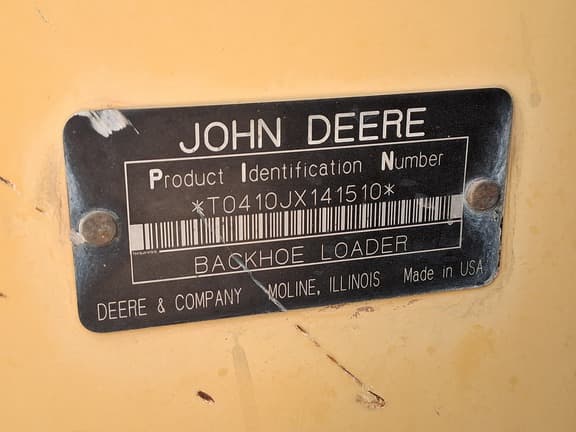 JOHN DEERE
Product Identification Number
*T0410JX141510*
BACKHOE LOADER
DEERE & COMPANY MOLINE, ILLINOIS Made in USA